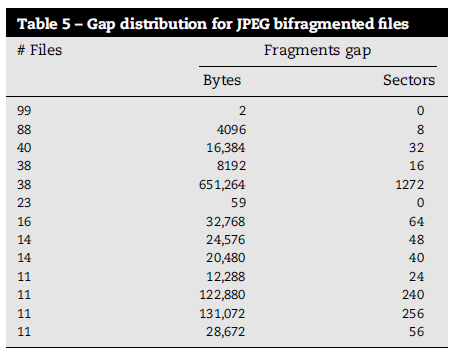 Table 5 – Gap distribution for JPEG bifragmented files
# Files Fragments gap
Bytes Sectors
99 2 0
88 4096 8
40 16,384 32
38 8192 16
38 651,264 1272
23 59 0
16 32,768 64
14 24,576 48
14 20,480 40
11 12,288 24
11 122,880 240
11 131,072 256
11 28,672 56